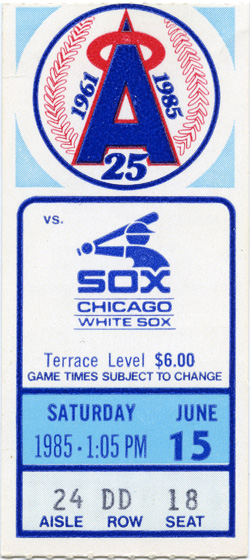 1961 A 1985
25
VS.
SOX
CHICAGO
WHITE SOX
Terrace Level $6.00
GAME TIMES SUBJECT TO CHANGE
SATURDAY JUNE
1985 - 1:05 PM 15
24 DD 18
AISLE ROW SEAT